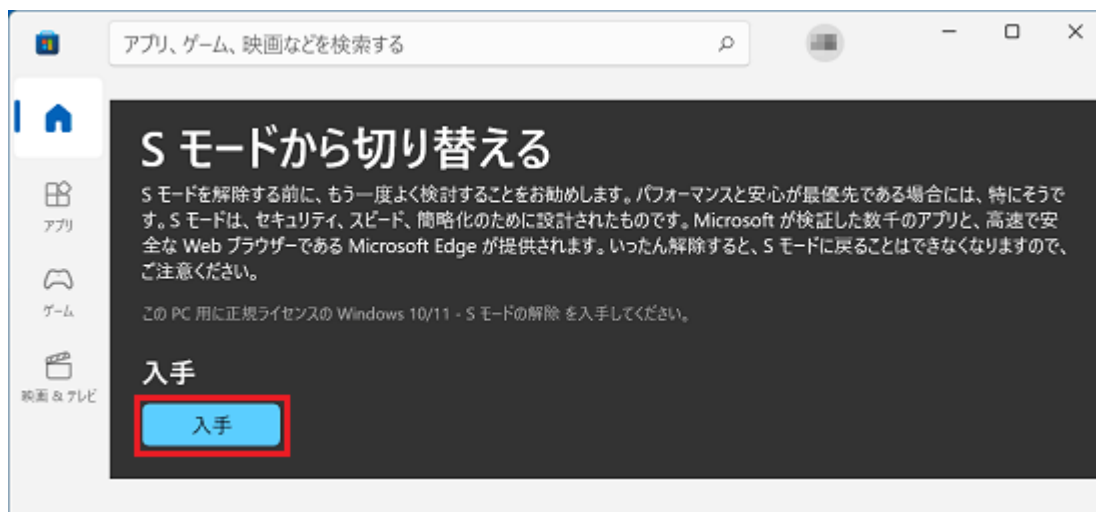 アプリ、ゲーム、映画などを検索する
S モードから切り替える
S モードを解除する前に、もう一度よく検討することをお勧めします。パフォーマンスと安心が最優先である場合には、特にそうで
す。S モードは、セキュリティ、スピード、簡略化のために設計されたものです。Microsoft が検証した数千のアプリと、高速で安
全な Web ブラウザーである Microsoft Edge が提供されます。いったん解除すると、S モードに戻ることはできなくなりますので、
ご注意ください。
アプリ
ゲーム
この PC 用に正規ライセンスの Windows 10/11 - S モードの解除 を入手してください。
映画 & テレビ
入手
入手